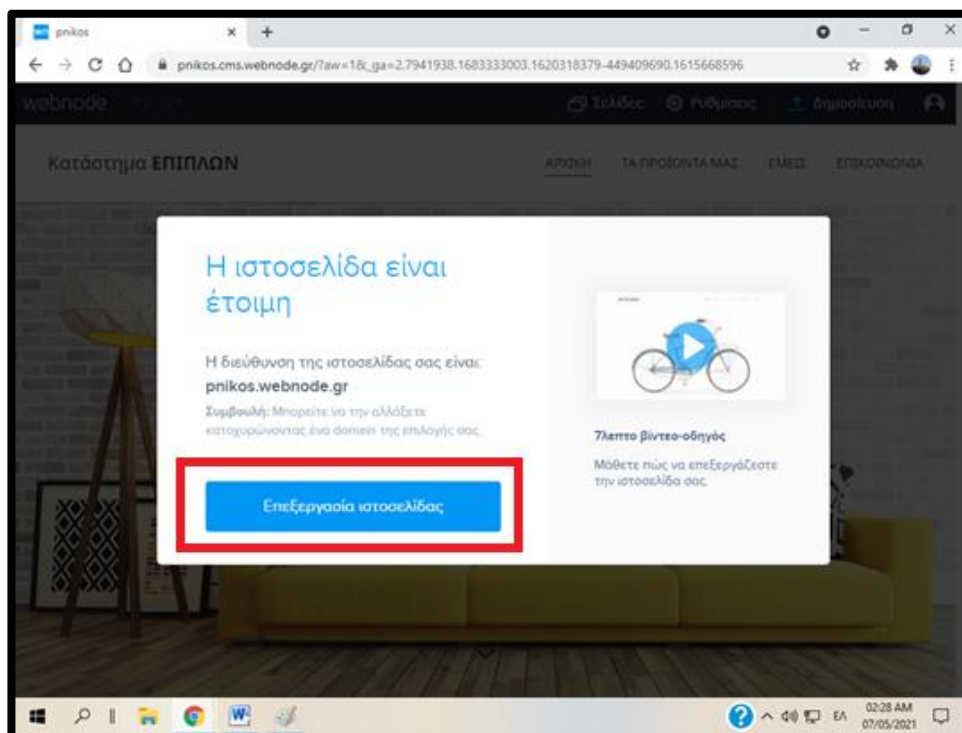 pnikos
pnikos.cms.webnode.gr/?aw=1&_ga=2.7941938.1683333003.1620318379-449409690.1615668596
webnode
Σελίδες Ρυθμίσεις Δημοσίευση
Κατάστημα ΕΠΙΠΛΩΝ
ΑΡΧΙΚΗ ΤΑ ΠΡΟΪΟΝΤΑ ΜΑΣ ΕΜΕΙΣ ΕΠΙΚΟΙΝΩΝΙΑ
Η ιστοσελίδα είναι
έτοιμη
Η διεύθυνση της ιστοσελίδας σας είναι:
pnikos.webnode.gr
Συμβουλή: Μπορείτε να την αλλάξετε
κατοχυρώνοντας ένα domain της επιλογής σας.
Επεξεργασία ιστοσελίδας
7λεπτο βίντεο-οδηγός
Μάθετε πώς να επεξεργάζεστε
την ιστοσελίδα σας.
ΕΛ
02:28 AM
07/05/2021